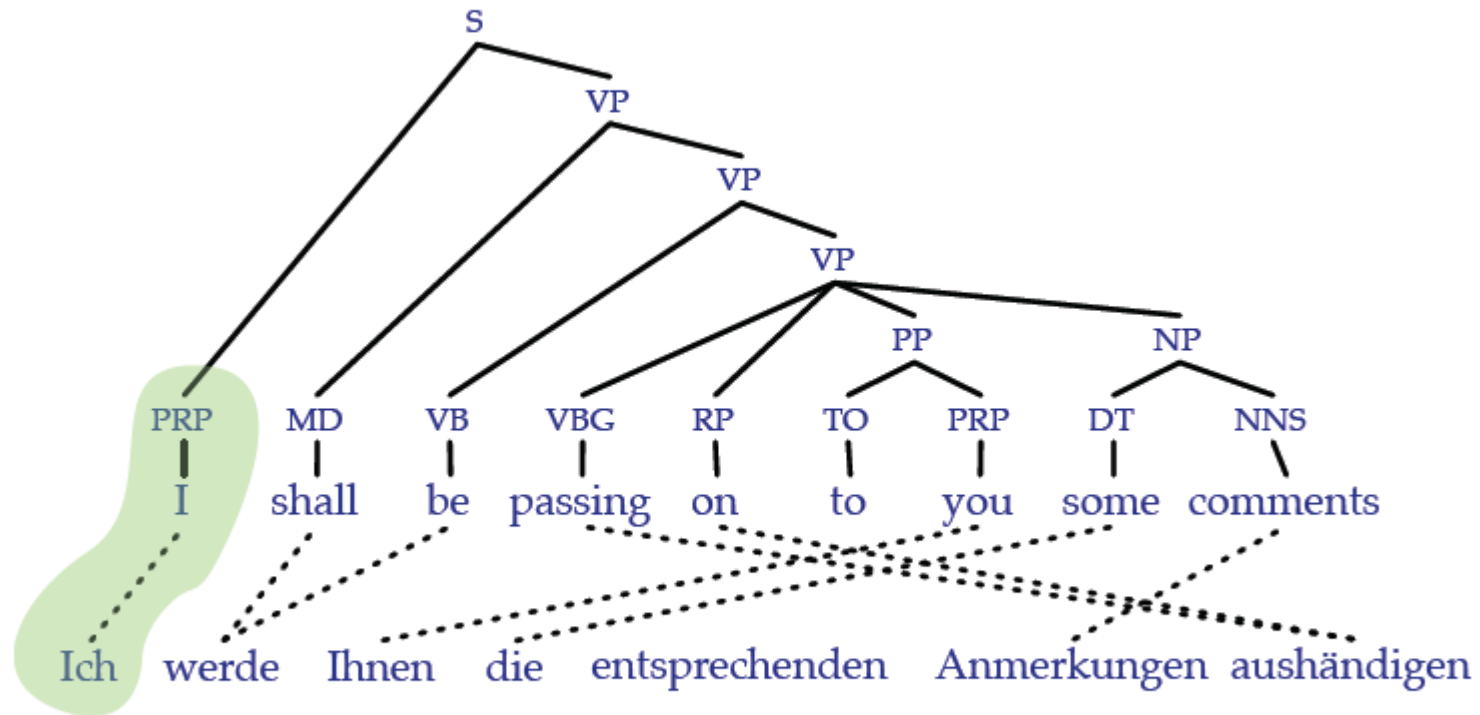 S
VP
VP
VP
PP NP
PRP MD VB VBG RP TO PRP DT NNS
I shall be passing on to you some comments
Ich werde Ihnen die entsprechenden Anmerkungen aushändigen